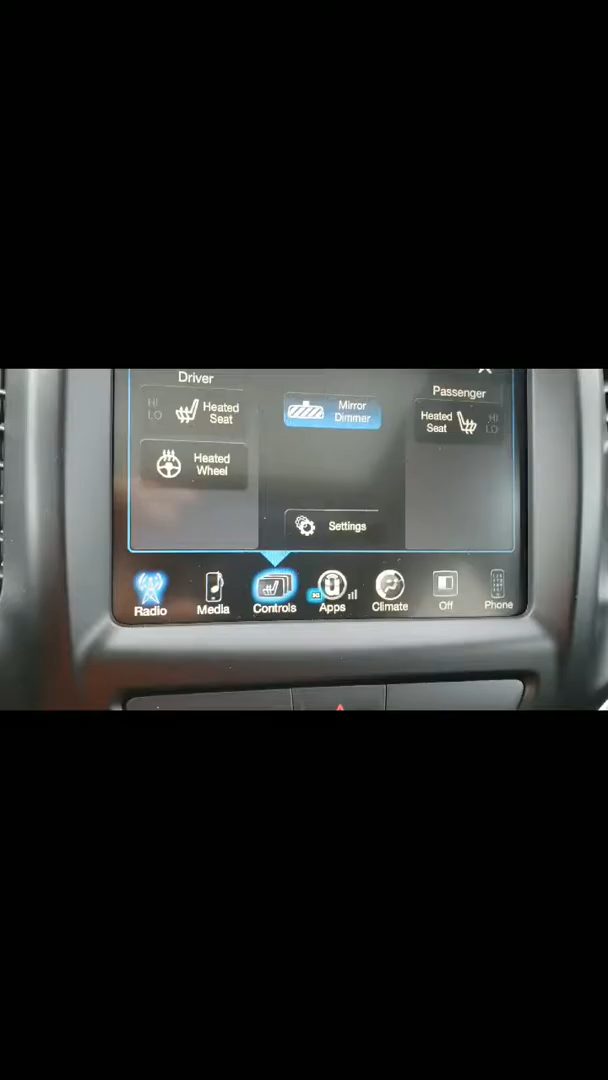 Driver
Passenger
HI
LO
Heated
Seat
Mirror
Dimmer
Heated
Seat
HI
LO
Heated
Wheel
Settings
Radio
Media
Controls
3G
Apps
Climate
Off
Phone